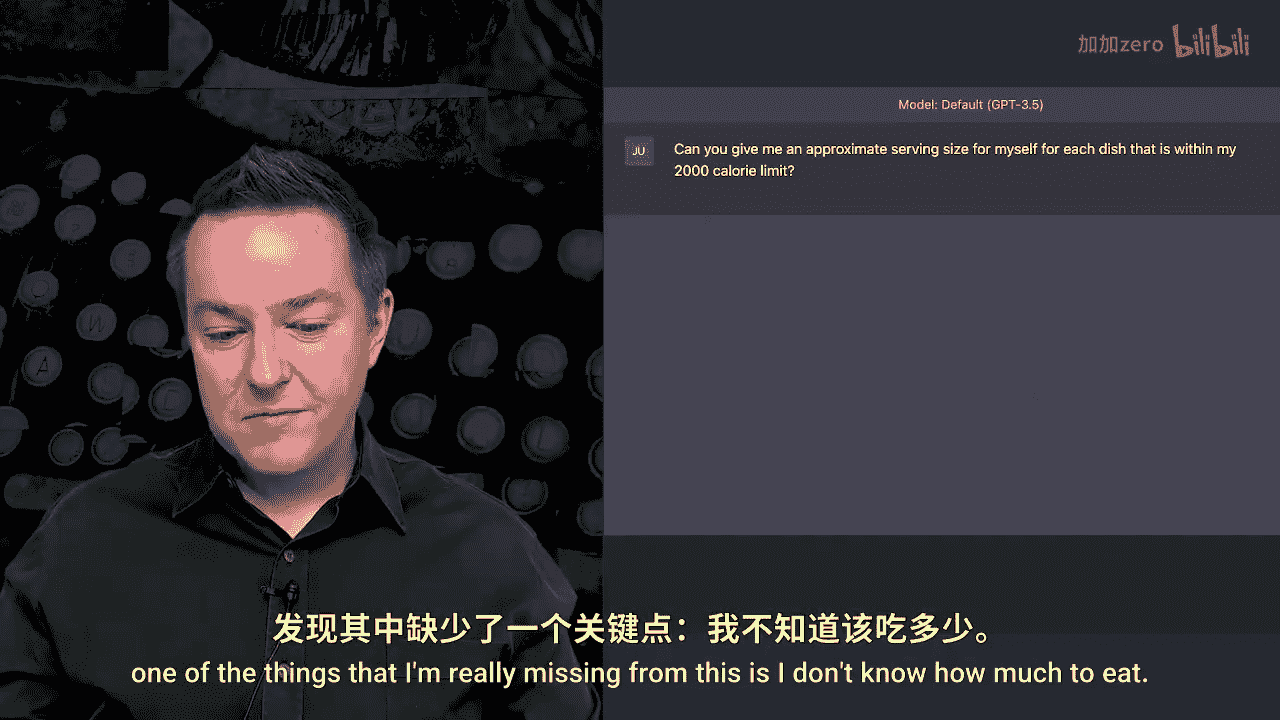 加加zero bilibili
Model: Default (GPT-3.5)
JU
Can you give me an approximate serving size for myself for each dish that is within my
2000 calorie limit?
发现其中缺少了一个关键点：我不知道该吃多少。
one of the things that I'm really missing from this is I don't know how much to eat.